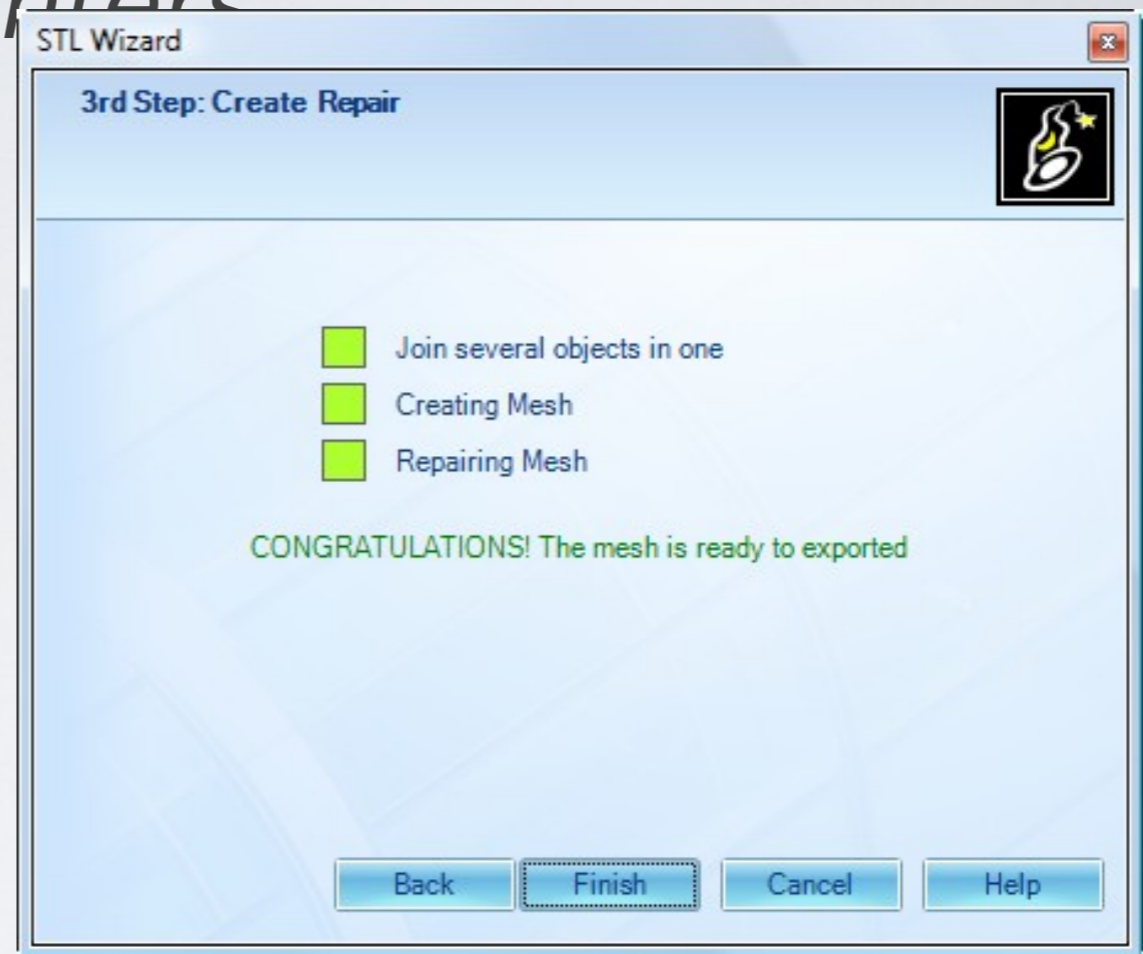 STL Wizard
3rd Step: Create Repair
Join several objects in one
Creating Mesh
Repairing Mesh
CONGRATULATIONS! The mesh is ready to exported
Back Finish Cancel Help